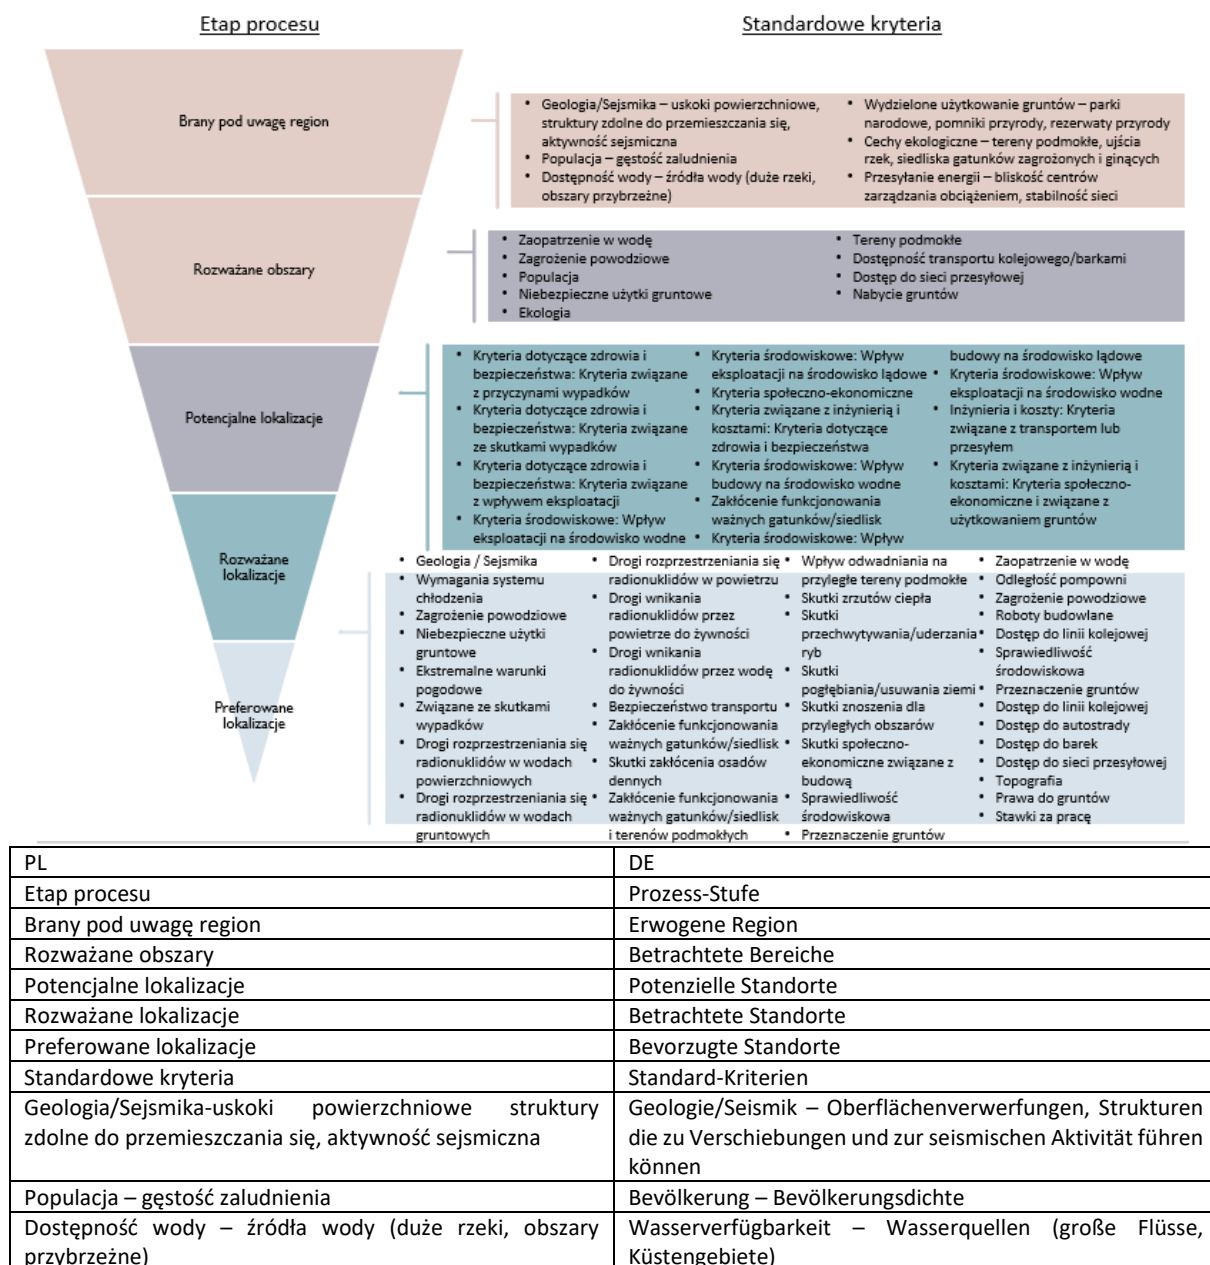 Etap procesu
Standardowe kryteria
Brany pod uwagę region
• Geologia/Sejsmika – uskoki powierzchniowe,
struktury zdolne do przemieszczania się,
aktywność sejsmiczna
• Populacja – gęstość zaludnienia
• Dostępność wody – źródła wody (duże rzeki,
obszary przybrzeżne)
• Wydzielone użytkowanie gruntów – parki
narodowe, pomniki przyrody, rezerwaty przyrody
• Cechy ekologiczne – tereny podmokłe, ujścia
rzek, siedliska gatunków zagrożonych i ginących
• Przesyłanie energii – bliskość centrów
zarządzania obciążeniem, stabilność sieci
Rozważane obszary
• Zaopatrzenie w wodę
• Zagrożenie powodziowe
• Populacja
• Niebezpieczne użytki gruntowe
• Ekologia
• Tereny podmokłe
• Dostępność transportu kolejowego/barkami
• Dostęp do sieci przesyłowej
• Nabycie gruntów
Potencjalne lokalizacje
• Kryteria dotyczące zdrowia i
bezpieczeństwa: Kryteria związane
z przyczynami wypadków
• Kryteria dotyczące zdrowia i
bezpieczeństwa: Kryteria związane
ze skutkami wypadków
• Kryteria dotyczące zdrowia i
bezpieczeństwa: Kryteria związane
z wpływem eksploatacji
• Kryteria środowiskowe: Wpływ
eksploatacji na środowisko wodne
• Kryteria środowiskowe: Wpływ
eksploatacji na środowisko lądowe
• Kryteria społeczno-ekonomiczne
• Kryteria związane z inżynierią i
kosztami: Kryteria dotyczące
zdrowia i bezpieczeństwa
• Kryteria środowiskowe: Wpływ
budowy na środowisko wodne
• Zakłócenie funkcjonowania
ważnych gatunków/siedlisk
• Kryteria środowiskowe: Wpływ
budowy na środowisko lądowe
• Kryteria środowiskowe: Wpływ
eksploatacji na środowisko wodne
• Inżynieria i koszty: Kryteria
związane z transportem lub
przesyłem
• Kryteria związane z inżynierią i
kosztami: Kryteria społeczno-
ekonomiczne i związane z
użytkowaniem gruntów
Rozważane
lokalizacje
Preferowane
lokalizacje
• Geologia / Sejsmika
• Wymagania systemu
chłodzenia
• Zagrożenie powodziowe
• Niebezpieczne użytki
gruntowe
• Ekstremalne warunki
pogodowe
• Związane ze skutkami
wypadków
• Drogi rozprzestrzeniania się
radionuklidów w wodach
powierzchniowych
• Drogi rozprzestrzeniania się
radionuklidów w wodach
gruntowych
• Drogi rozprzestrzeniania się
radionuklidów w powietrzu
• Drogi wnikania
radionuklidów przez
powietrze do żywności
• Drogi wnikania
radionuklidów przez wodę
do żywności
• Bezpieczeństwo transportu
• Zakłócenie funkcjonowania
ważnych gatunków/siedlisk
• Skutki zakłócenia osadów
dennych
• Zakłócenie funkcjonowania
ważnych gatunków/siedlisk
i terenów podmokłych
• Wpływ odwadniania na
przyległe tereny podmokłe
• Skutki zrzutów ciepła
• Skutki
przechwytywania/uderzania
ryb
• Skutki
pogłębiania/usuwania ziemi
• Skutki znoszenia dla
przyległych obszarów
• Skutki społeczno-
ekonomiczne związane z
budową
• Sprawiedliwość
środowiskowa
• Przeznaczenie gruntów
• Zaopatrzenie w wodę
• Odległość pompowni
• Zagrożenie powodziowe
• Roboty budowlane
• Dostęp do linii kolejowej
• Sprawiedliwość
środowiskowa
• Przeznaczenie gruntów
• Dostęp do linii kolejowej
• Dostęp do autostrady
• Dostęp do barek
• Dostęp do sieci przesyłowej
• Topografia
• Prawa do gruntów
• Stawki za pracę
PL
DE
Etap procesu
Prozess-Stufe
Brany pod uwagę region
Erwogene Region
Rozważane obszary
Betrachtete Bereiche
Potencjalne lokalizacje
Potenzielle Standorte
Rozważane lokalizacje
Betrachtete Standorte
Preferowane lokalizacje
Bevorzugte Standorte
Standardowe kryteria
Standard-Kriterien
Geologia/Sejsmika-uskoki powierzchniowe struktury
zdolne do przemieszczania się, aktywność sejsmiczna
Geologie/Seismik – Oberflächenverwerfungen, Strukturen
die zu Verschiebungen und zur seismischen Aktivität führen
können
Populacja – gęstość zaludnienia
Bevölkerung – Bevölkerungsdichte
Dostępność wody – źródła wody (duże rzeki, obszary
przybrzeżne)
Wasserverfügbarkeit – Wasserquellen (große Flüsse,
Küstengebiete)